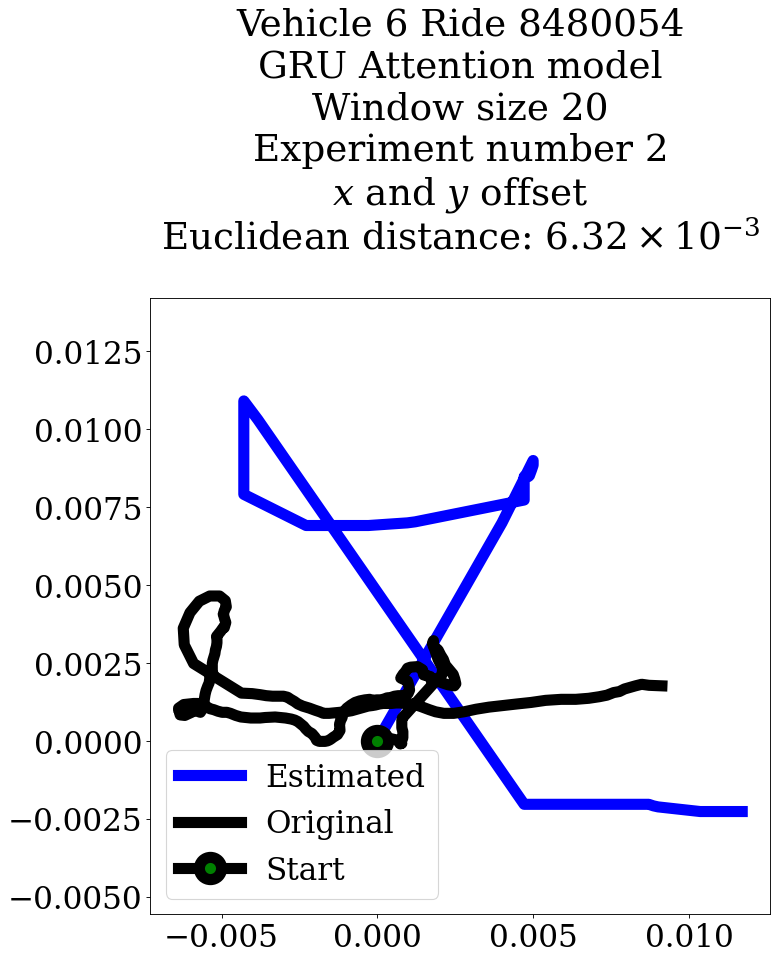 Vehicle 6 Ride 8480054
GRU Attention model
Window size 20
Experiment number 2
x and y offset
Euclidean distance: 6.32 × 10⁻³
0.0125
0.0100
0.0075
0.0050
0.0025
0.0000
−0.0025
−0.0050
Estimated
Original
Start
−0.005 0.000 0.005 0.010